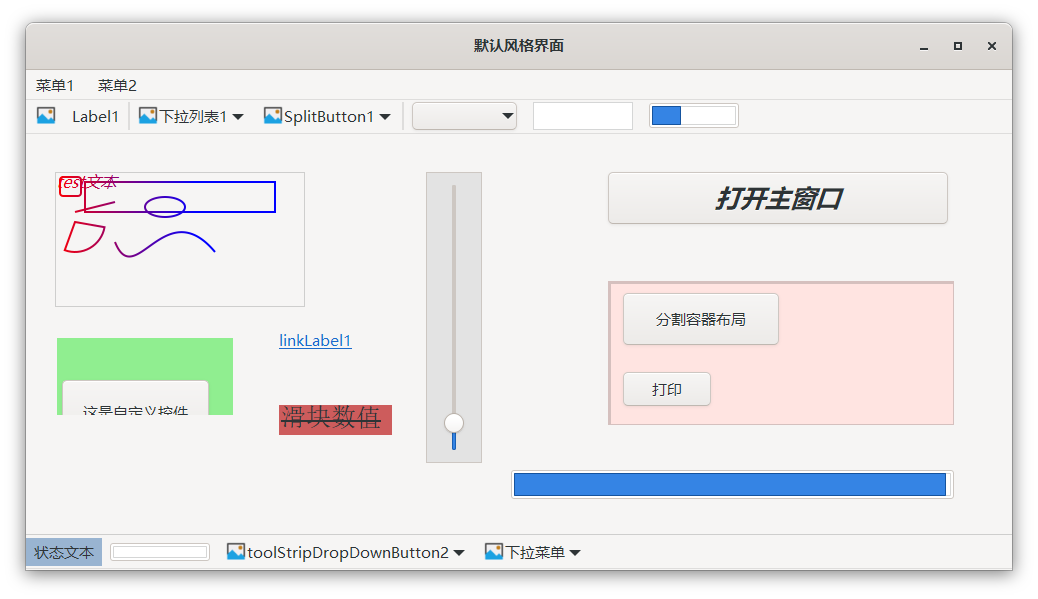 默认风格界面
菜单1 菜单2
Label1 下拉列表1 SplitButton1
test文本
打开主窗口
分割容器布局
linkLabel1
打印
这是自定义控件
滑块数值
状态文本 toolStripDropDownButton2 下拉菜单